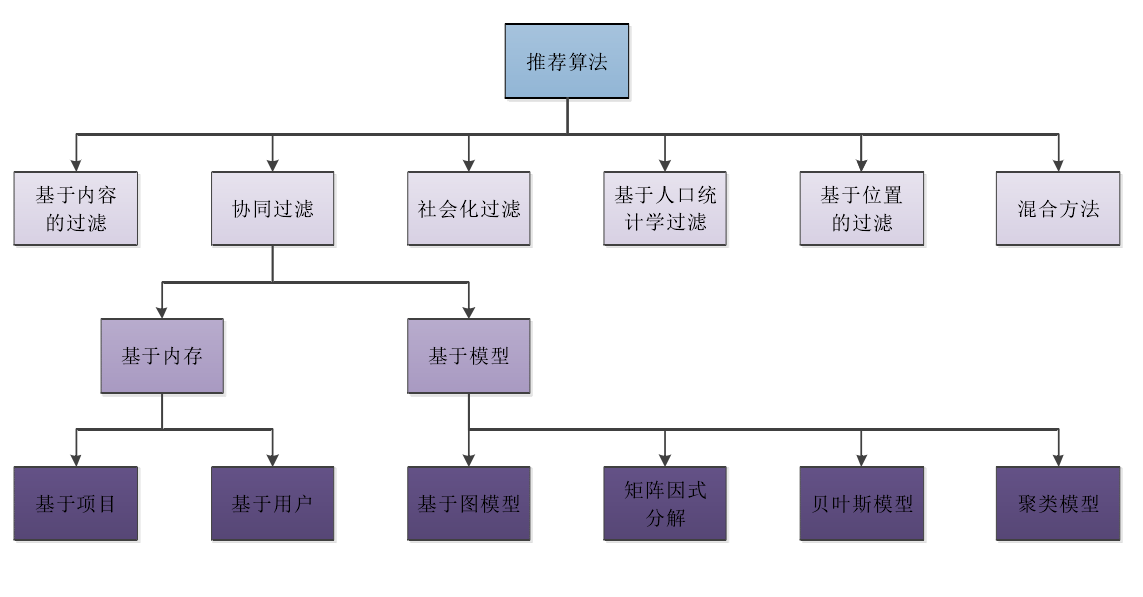 推荐算法
基于内容
的过滤
协同过滤
社会化过滤
基于人口统
计学过滤
基于位置
的过滤
混合方法
基于内存
基于模型
基于项目
基于用户
基于图模型
矩阵因式
分解
贝叶斯模型
聚类模型